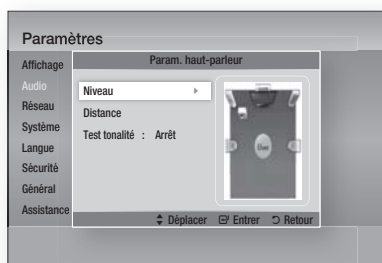 Paramètres
Affichage
Audio
Réseau
Système
Langue
Sécurité
Général
Assistance
Param. haut-parleur
Niveau
Distance
Test tonalité : Arrêt
Déplacer Entrer Retour